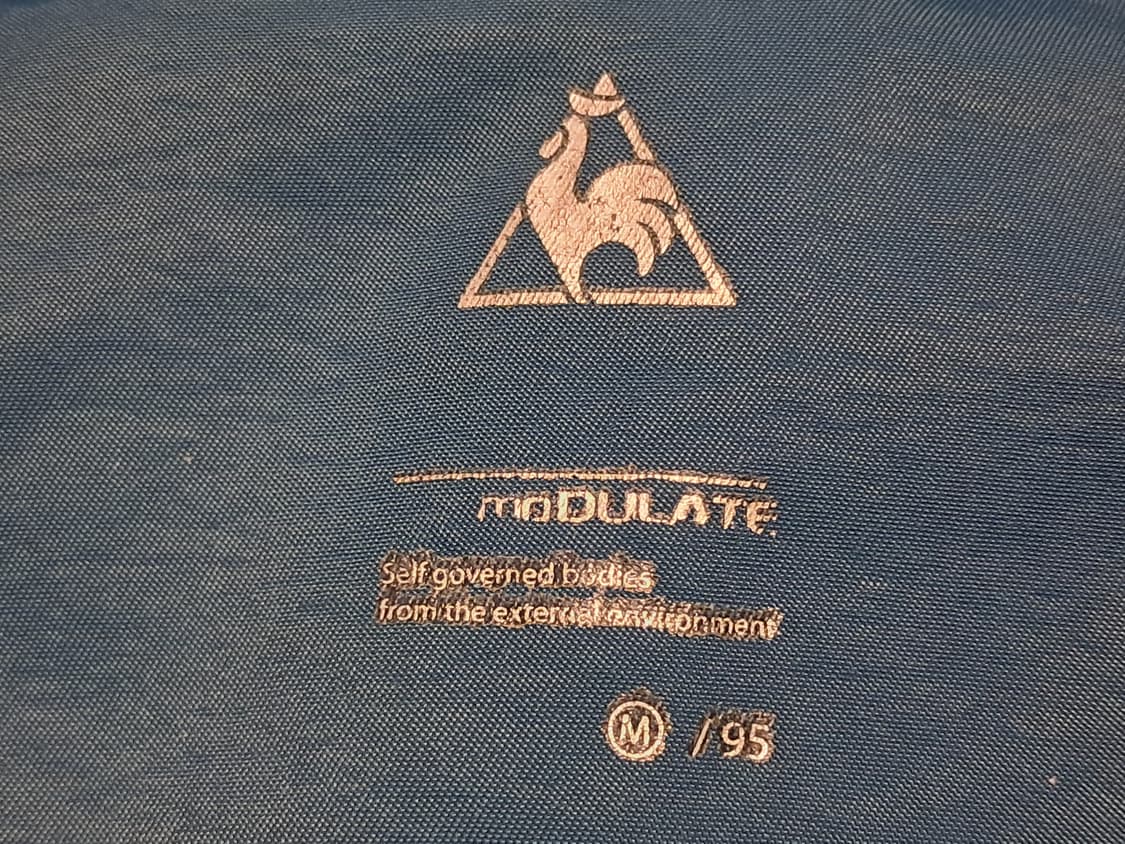 moDULATE
Self governed bodies
from the external environment
M /95